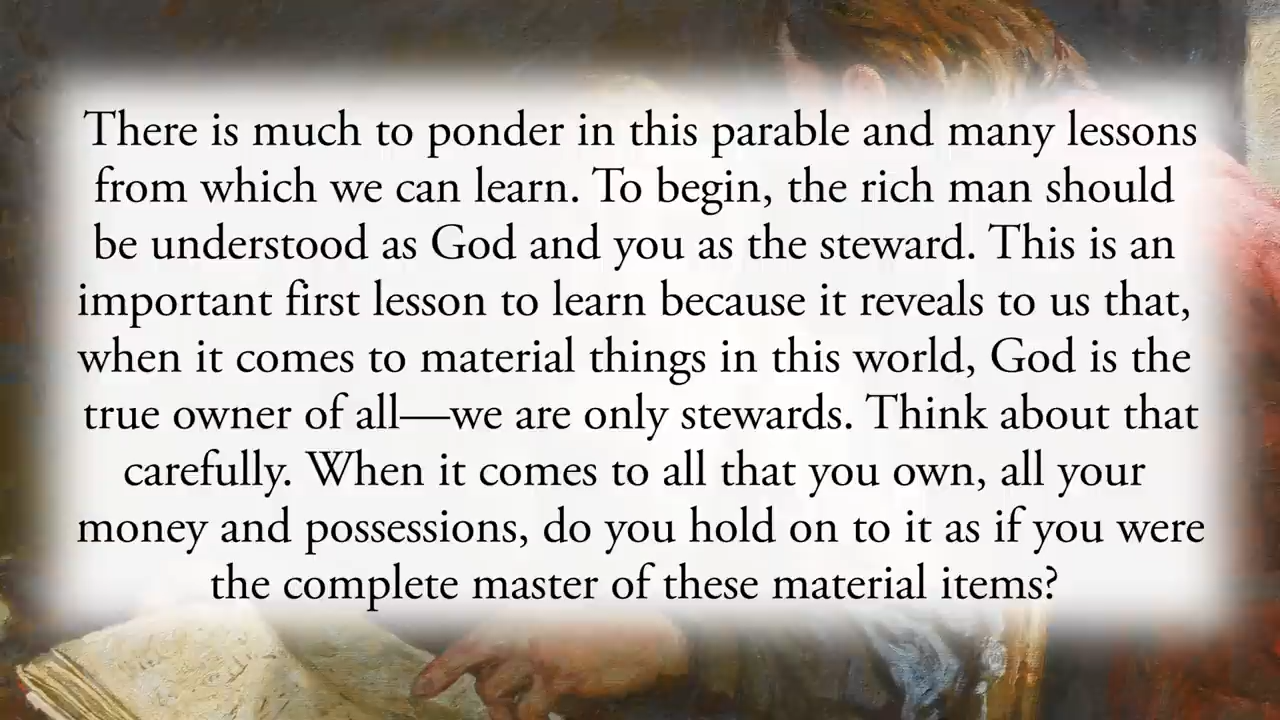 There is much to ponder in this parable and many lessons
from which we can learn. To begin, the rich man should
be understood as God and you as the steward. This is an
important first lesson to learn because it reveals to us that,
when it comes to material things in this world, God is the
true owner of all—we are only stewards. Think about that
carefully. When it comes to all that you own, all your
money and possessions, do you hold on to it as if you were
the complete master of these material items?